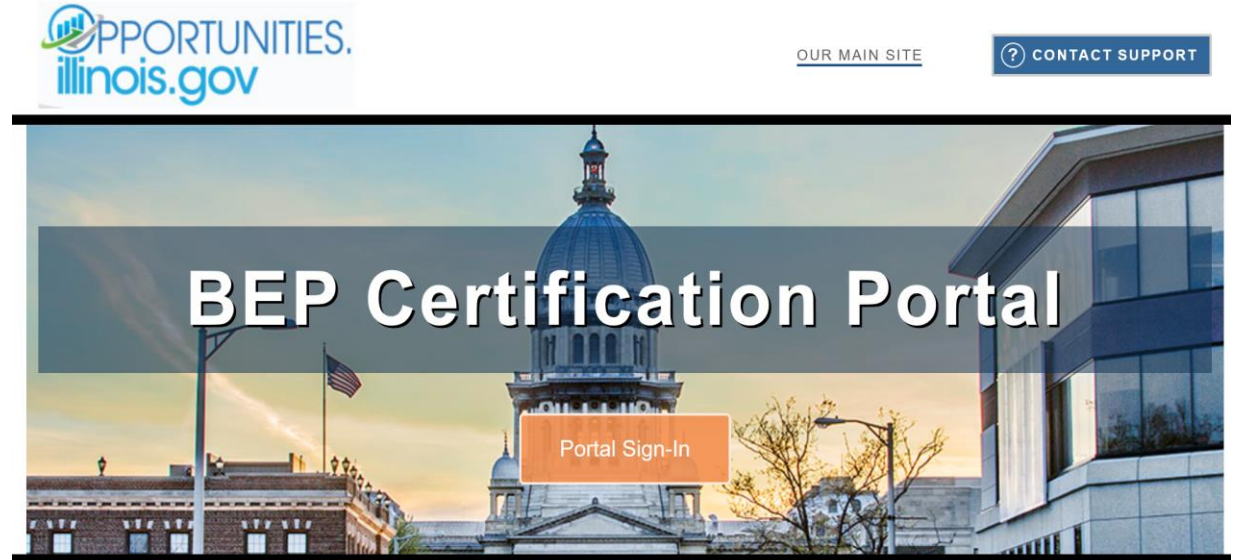 OPPORTUNITIES.
illinois.gov
OUR MAIN SITE
? CONTACT SUPPORT
BEP Certification Portal
Portal Sign-In